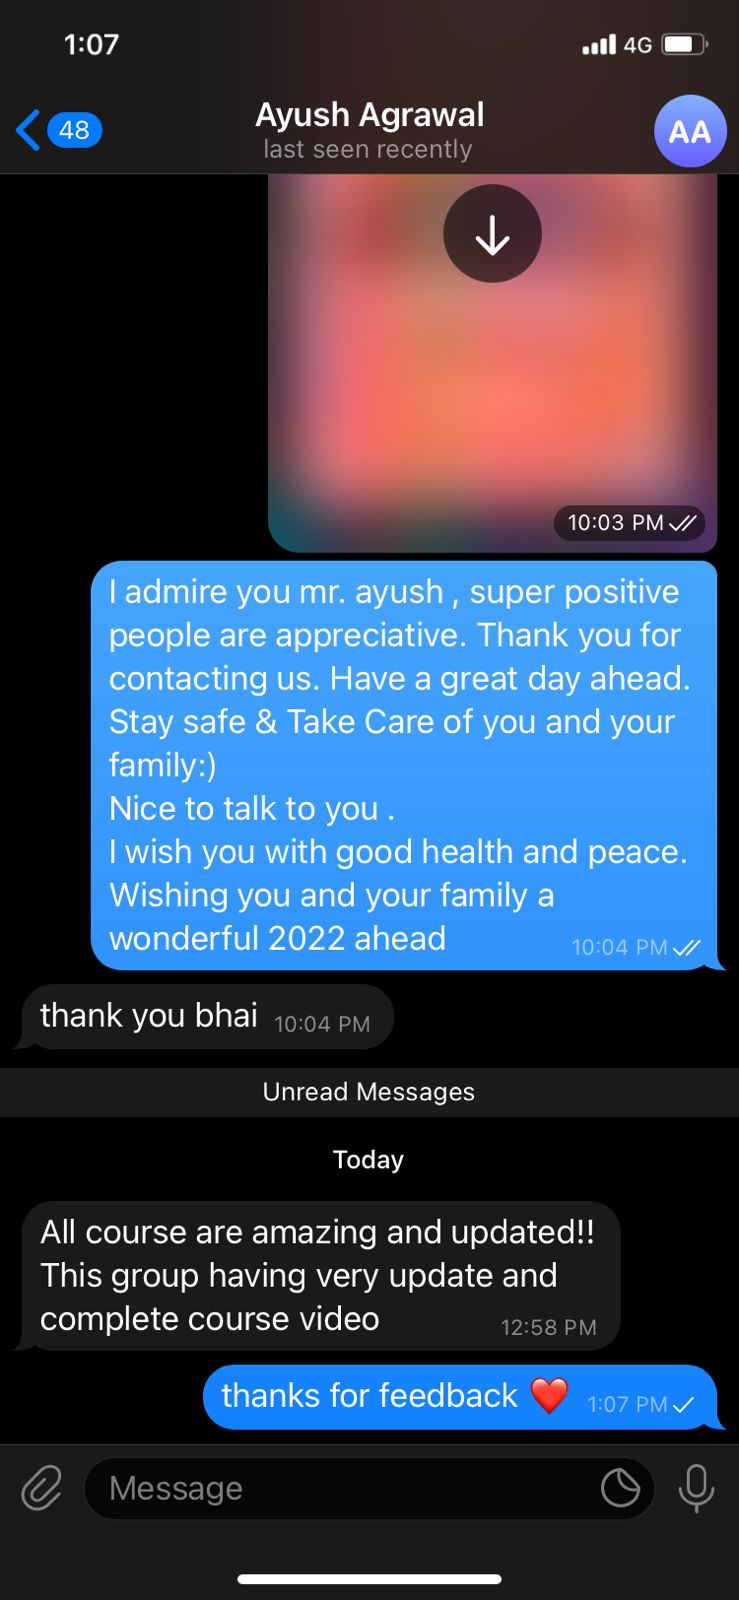 1:07
4G
48
Ayush Agrawal
last seen recently
AA
10:03 PM
I admire you mr. ayush , super positive
people are appreciative. Thank you for
contacting us. Have a great day ahead.
Stay safe & Take Care of you and your
family:)
Nice to talk to you .
I wish you with good health and peace.
Wishing you and your family a
wonderful 2022 ahead
10:04 PM
thank you bhai 10:04 PM
Unread Messages
Today
All course are amazing and updated!!
This group having very update and
complete course video
12:58 PM
thanks for feedback ❤️ 1:07 PM
Message